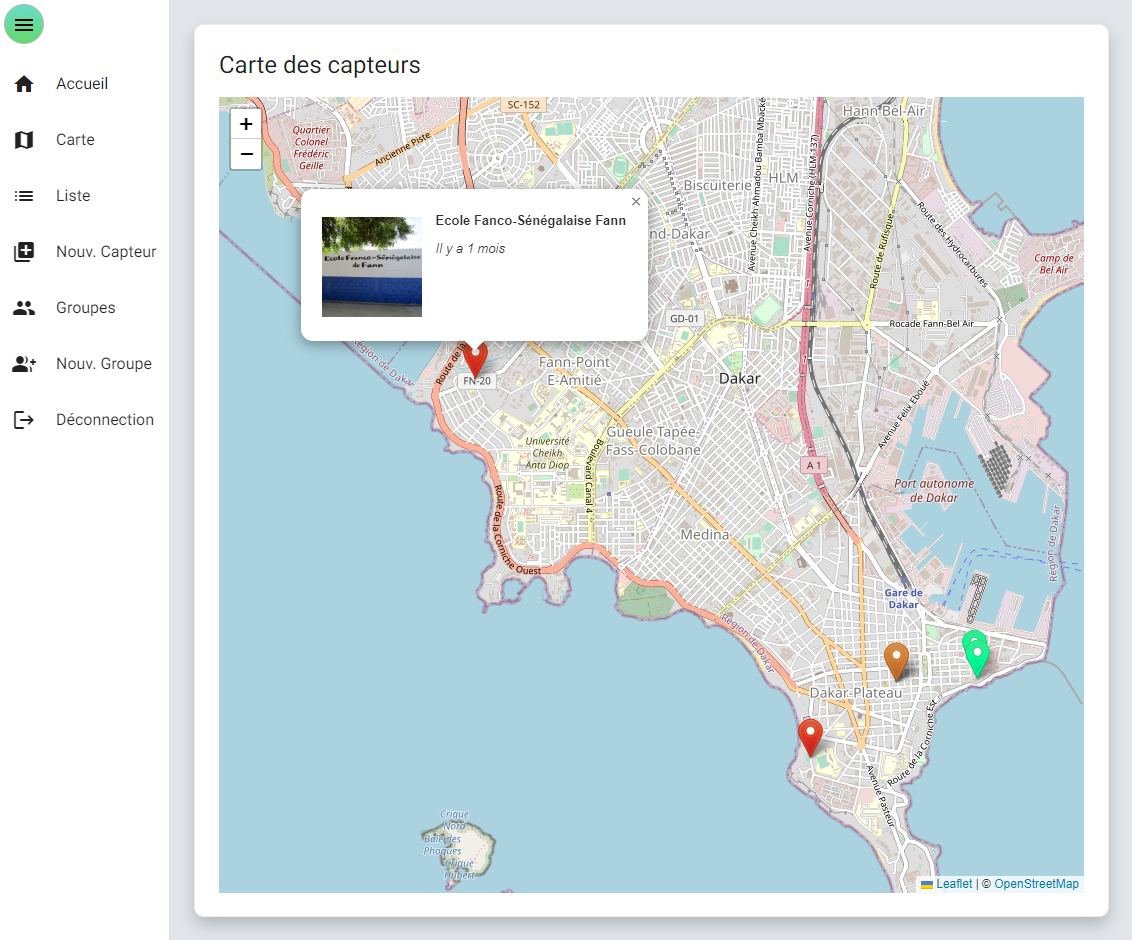 Accueil
Carte
Liste
Nouv. Capteur
Groupes
Nouv. Groupe
Déconnection
Carte des capteurs
+
−
SC-152
Hann Bel-Air
Quartier
Colonel
Frédéric
Geille
Ancienne Piste
Biscuiterie
HLM
Avenue Cheikh Ahmadou Bamba Mbacké
Avenue Corniche (HLM-137)
Route de Rufisque
Route des Hydrocarbures
nd-Dakar
Camp de
Bel Air
×
Ecole Fanco-Sénégalaise Fann
Il y a 1 mois
Ecole Franco-Sénégalaise
de Fann
GD-01
Rocade Fann-Bel Air
Région de Dakar
Route de la
FN-20
Fann-Point
E-Amitié
Dakar
Avenue Félix Eboué
Gueule Tapée-
Fass-Colobane
Université
Cheikh
Anta Diop
Boulevard Canal 4
A 1
Port autonome
de Dakar
Route de la Corniche Ouest
Medina
Région de Dakar
Gare de
Dakar
Région de Dakar
Dakar-Plateau
Route de la Corniche Est
Avenue Pasteur
Crique
Nord
Baie des
Phoques
Crique
Hubert
Leaflet | © OpenStreetMap